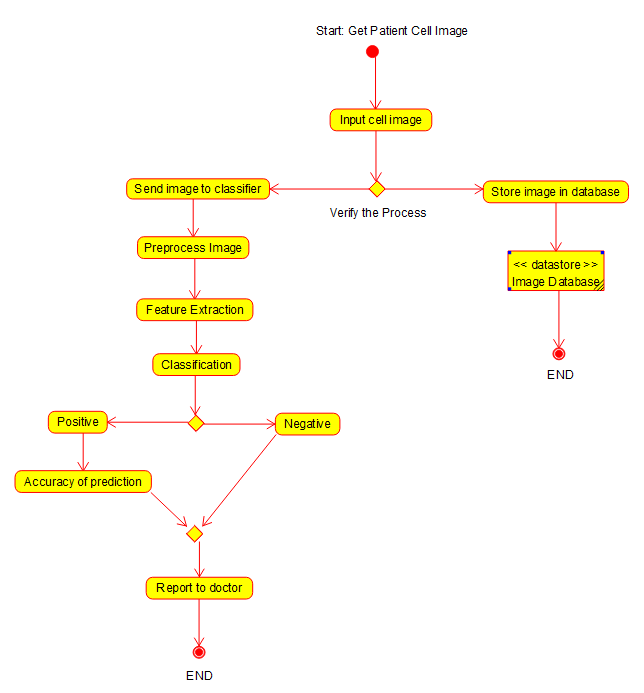 Start: Get Patient Cell Image
Input cell image
Send image to classifier
Verify the Process
Store image in database
Preprocess Image
<< datastore >>
Image Database
Feature Extraction
END
Classification
Positive
Negative
Accuracy of prediction
Report to doctor
END